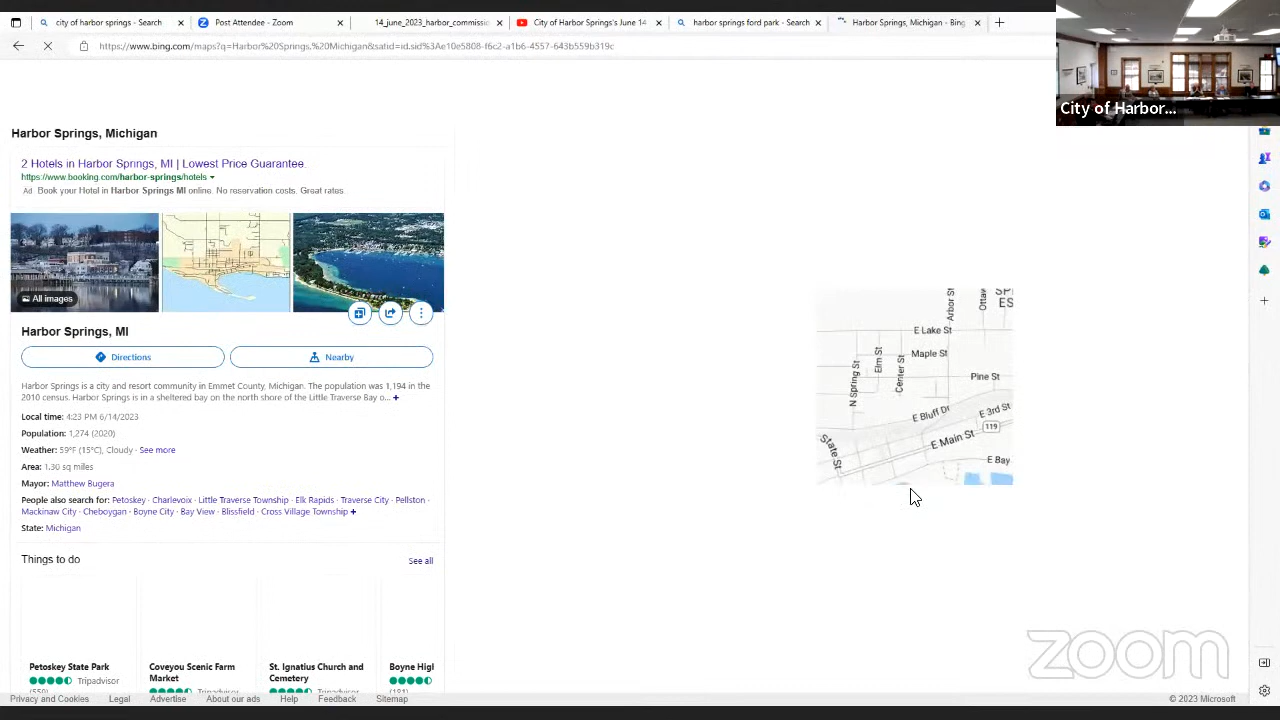 city of harbor springs - Search
Post Attendee - Zoom
14_june_2023_harbor_commissio
City of Harbor Springs's June 14
harbor springs ford park - Search
Harbor Springs, Michigan - Bing
https://www.bing.com/maps?q=Harbor%20Springs,%20Michigan&satid=id.sid%3Ae10e5808-f6c2-a1b6-4557-643b559b319c
City of Harbor...
Harbor Springs, Michigan
2 Hotels in Harbor Springs, MI | Lowest Price Guarantee.
https://www.booking.com/harbor-springs/hotels
Ad Book your Hotel in Harbor Springs MI online. No reservation costs. Great rates.
All images
Harbor Springs, MI
Directions
Nearby
Harbor Springs is a city and resort community in Emmet County, Michigan. The population was 1,194 in the
2010 census. Harbor Springs is in a sheltered bay on the north shore of the Little Traverse Bay o... +
Local time: 4:23 PM 6/14/2023
Population: 1,274 (2020)
Weather: 59°F (15°C), Cloudy · See more
Area: 1.30 sq miles
Mayor: Matthew Bugera
People also search for: Petoskey · Charlevoix · Little Traverse Township · Elk Rapids · Traverse City · Pellston ·
Mackinaw City · Cheboygan · Boyne City · Bay View · Blissfield · Cross Village Township +
State: Michigan
Things to do
See all
Petoskey State Park
Tripadvisor
(550)
Coveyou Scenic Farm
Market
Tripadvisor
St. Ignatius Church and
Cemetery
Tripadvisor
Boyne Higl
(181)
Arbor St
Ottaw
SP
ES
E Lake St
Maple St
Elm St
Center St
N Spring St
Pine St
E Bluff Dr
E 3rd St
119
State St
E Main St
E Bay
zoom
Privacy and Cookies
Legal
Advertise
About our ads
Help
Feedback
Sitemap
© 2023 Microsoft